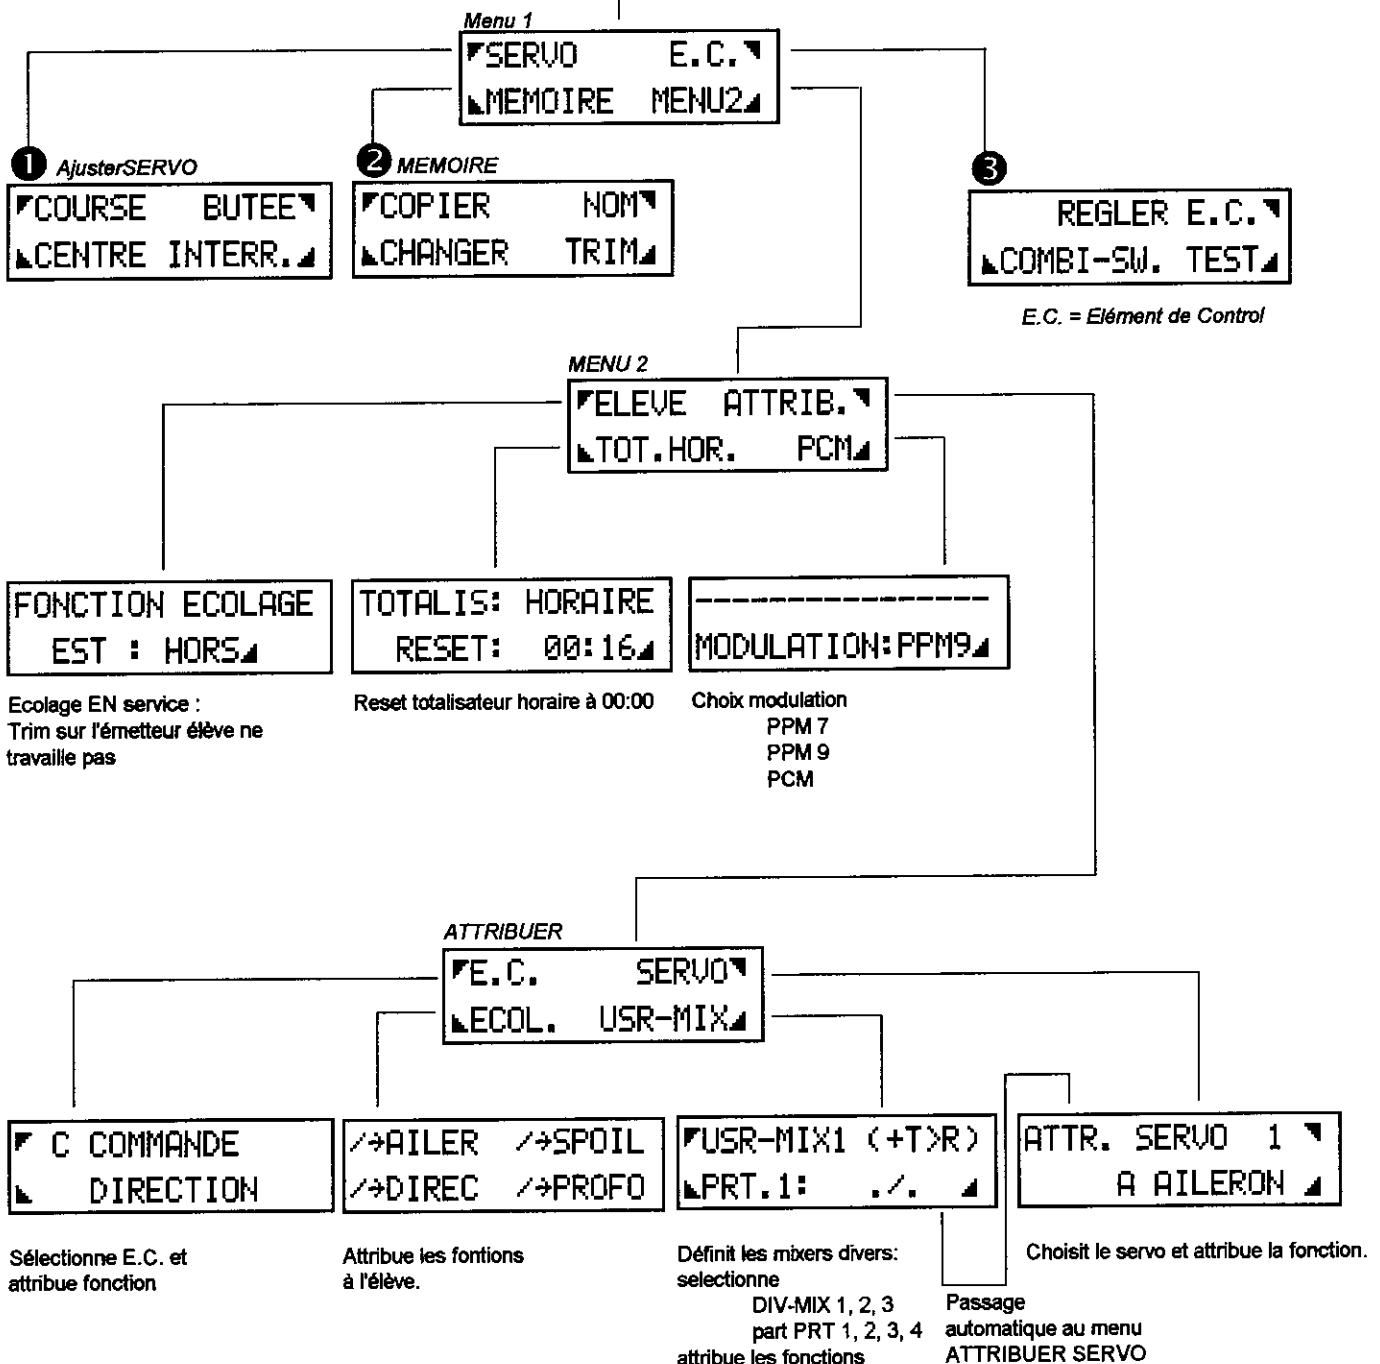 Menu 1
SERVO E.C.
MEMOIRE MENU2
1 AjusterSERVO
COURSE BUTEE
CENTRE INTERR.
2 MEMOIRE
COPIER NOM
CHANGER TRIM
3
REGLER E.C.
COMBI-SW. TEST
E.C. = Elément de Control
MENU 2
ELEVE ATTRIB.
TOT.HOR. PCM
FONCTION ECOLAGE
EST : HORS
Ecolage EN service :
Trim sur l'émetteur élève ne
travaille pas
TOTALIS: HORAIRE
RESET: 00:16
Reset totalisateur horaire à 00:00
----------------
MODULATION:PPM9
Choix modulation
PPM 7
PPM 9
PCM
ATTRIBUER
E.C. SERVO
ECOL. USR-MIX
C COMMANDE
DIRECTION
Sélectionne E.C. et
attribue fonction
/→AILER /→SPOIL
/→DIREC /→PROFO
Attribue les fontions
à l'élève.
USR-MIX1 (+T>R)
PRT.1: ./.
Définit les mixers divers:
selectionne
DIV-MIX 1, 2, 3
part PRT 1, 2, 3, 4
attribue les fonctions
Passage
automatique au menu
ATTRIBUER SERVO
ATTR. SERVO 1
A AILERON
Choisit le servo et attribue la fonction.